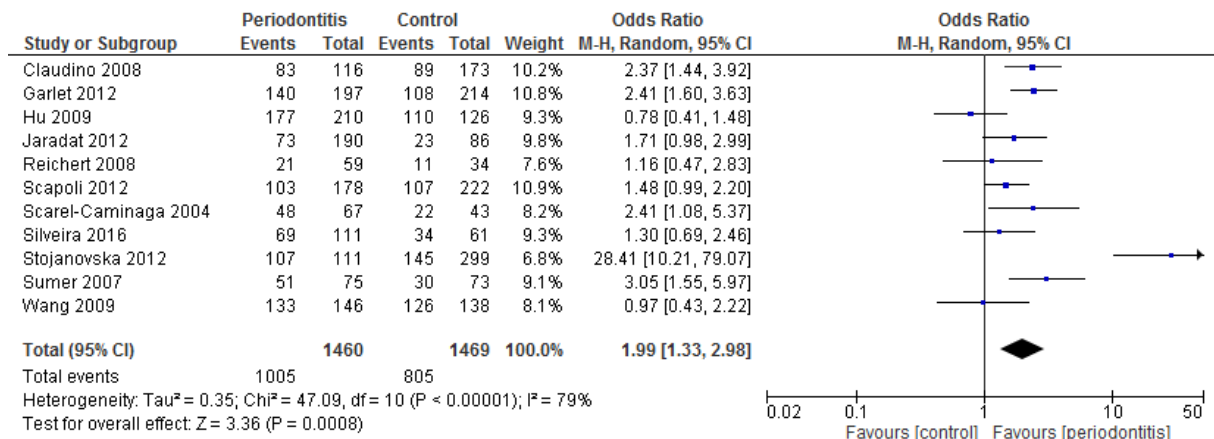 Periodontitis Control Odds Ratio Odds Ratio
Study or Subgroup Events Total Events Total Weight M-H, Random, 95% CI M-H, Random, 95% CI
Claudino 2008 83 116 89 173 10.2% 2.37 [1.44, 3.92]
Garlet 2012 140 197 108 214 10.8% 2.41 [1.60, 3.63]
Hu 2009 177 210 110 126 9.3% 0.78 [0.41, 1.48]
Jaradat 2012 73 190 23 86 9.8% 1.71 [0.98, 2.99]
Reichert 2008 21 59 11 34 7.6% 1.16 [0.47, 2.83]
Scapoli 2012 103 178 107 222 10.9% 1.48 [0.99, 2.20]
Scarel-Caminaga 2004 48 67 22 43 8.2% 2.41 [1.08, 5.37]
Silveira 2016 69 111 34 61 9.3% 1.30 [0.69, 2.46]
Stojanovska 2012 107 111 145 299 6.8% 28.41 [10.21, 79.07]
Sumer 2007 51 75 30 73 9.1% 3.05 [1.55, 5.97]
Wang 2009 133 146 126 138 8.1% 0.97 [0.43, 2.22]
Total (95% CI) 1460 1469 100.0% 1.99 [1.33, 2.98]
Total events 1005 805
Heterogeneity: Tau² = 0.35; Chi² = 47.09, df = 10 (P < 0.00001); I² = 79%
Test for overall effect: Z = 3.36 (P = 0.0008)
0.02 0.1 1 10 50
Favours [control] Favours [periodontitis]